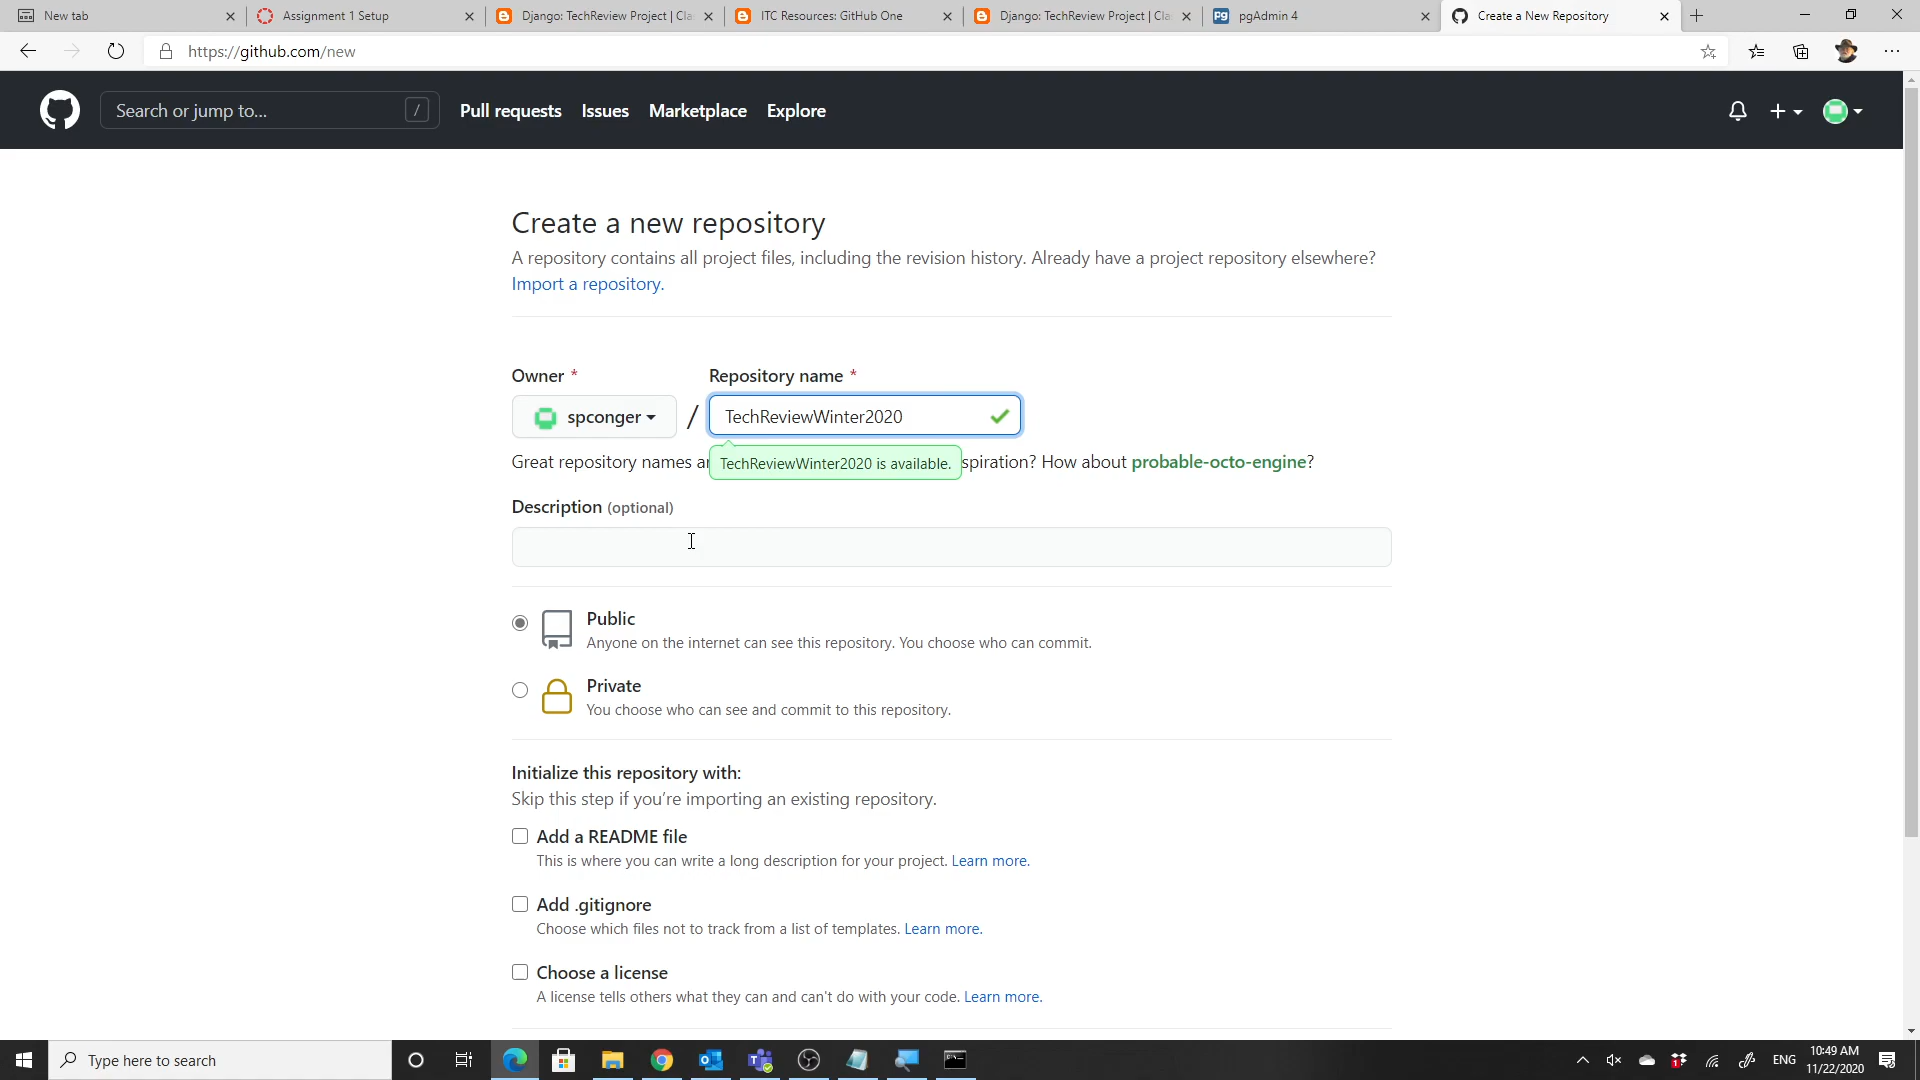 New tab
Assignment 1 Setup
Django: TechReview Project | Cla
ITC Resources: GitHub One
Django: TechReview Project | Cla
pgAdmin 4
Create a New Repository
https://github.com/new
Search or jump to...
/
Pull requests
Issues
Marketplace
Explore
Create a new repository
A repository contains all project files, including the revision history. Already have a project repository elsewhere?
Import a repository.
Owner *
Repository name *
spconger
/
TechReviewWinter2020
Great repository names ar
TechReviewWinter2020 is available.
spiration? How about probable-octo-engine?
Description (optional)
Public
Anyone on the internet can see this repository. You choose who can commit.
Private
You choose who can see and commit to this repository.
Initialize this repository with:
Skip this step if you’re importing an existing repository.
Add a README file
This is where you can write a long description for your project. Learn more.
Add .gitignore
Choose which files not to track from a list of templates. Learn more.
Choose a license
A license tells others what they can and can't do with your code. Learn more.
Type here to search
ENG
10:49 AM
11/22/2020